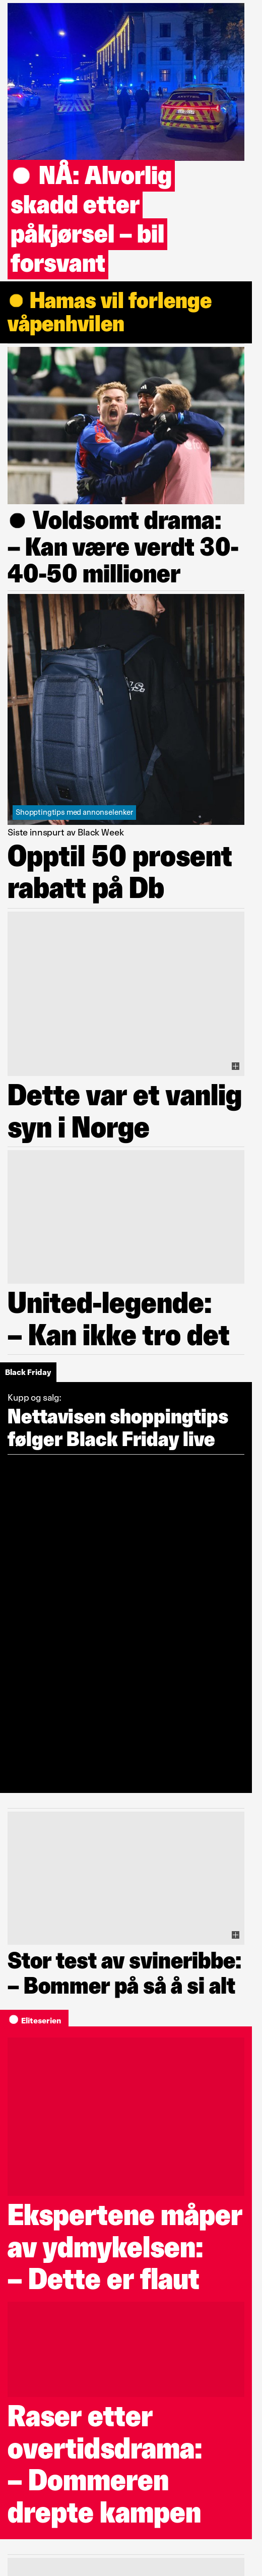 NÅ: Alvorlig
skadd etter
påkjørsel – bil
forsvant
Hamas vil forlenge
våpenhvilen
Voldsomt drama:
– Kan være verdt 30-
40-50 millioner
Shopptingtips med annonselenker
Siste innspurt av Black Week
Opptil 50 prosent
rabatt på Db
Dette var et vanlig
syn i Norge
United-legende:
– Kan ikke tro det
Black Friday
Kupp og salg:
Nettavisen shoppingtips
følger Black Friday live
Stor test av svineribbe:
– Bommer på så å si alt
Eliteserien
Ekspertene måper
av ydmykelsen:
– Dette er flaut
Raser etter
overtidsdrama:
– Dommeren
drepte kampen